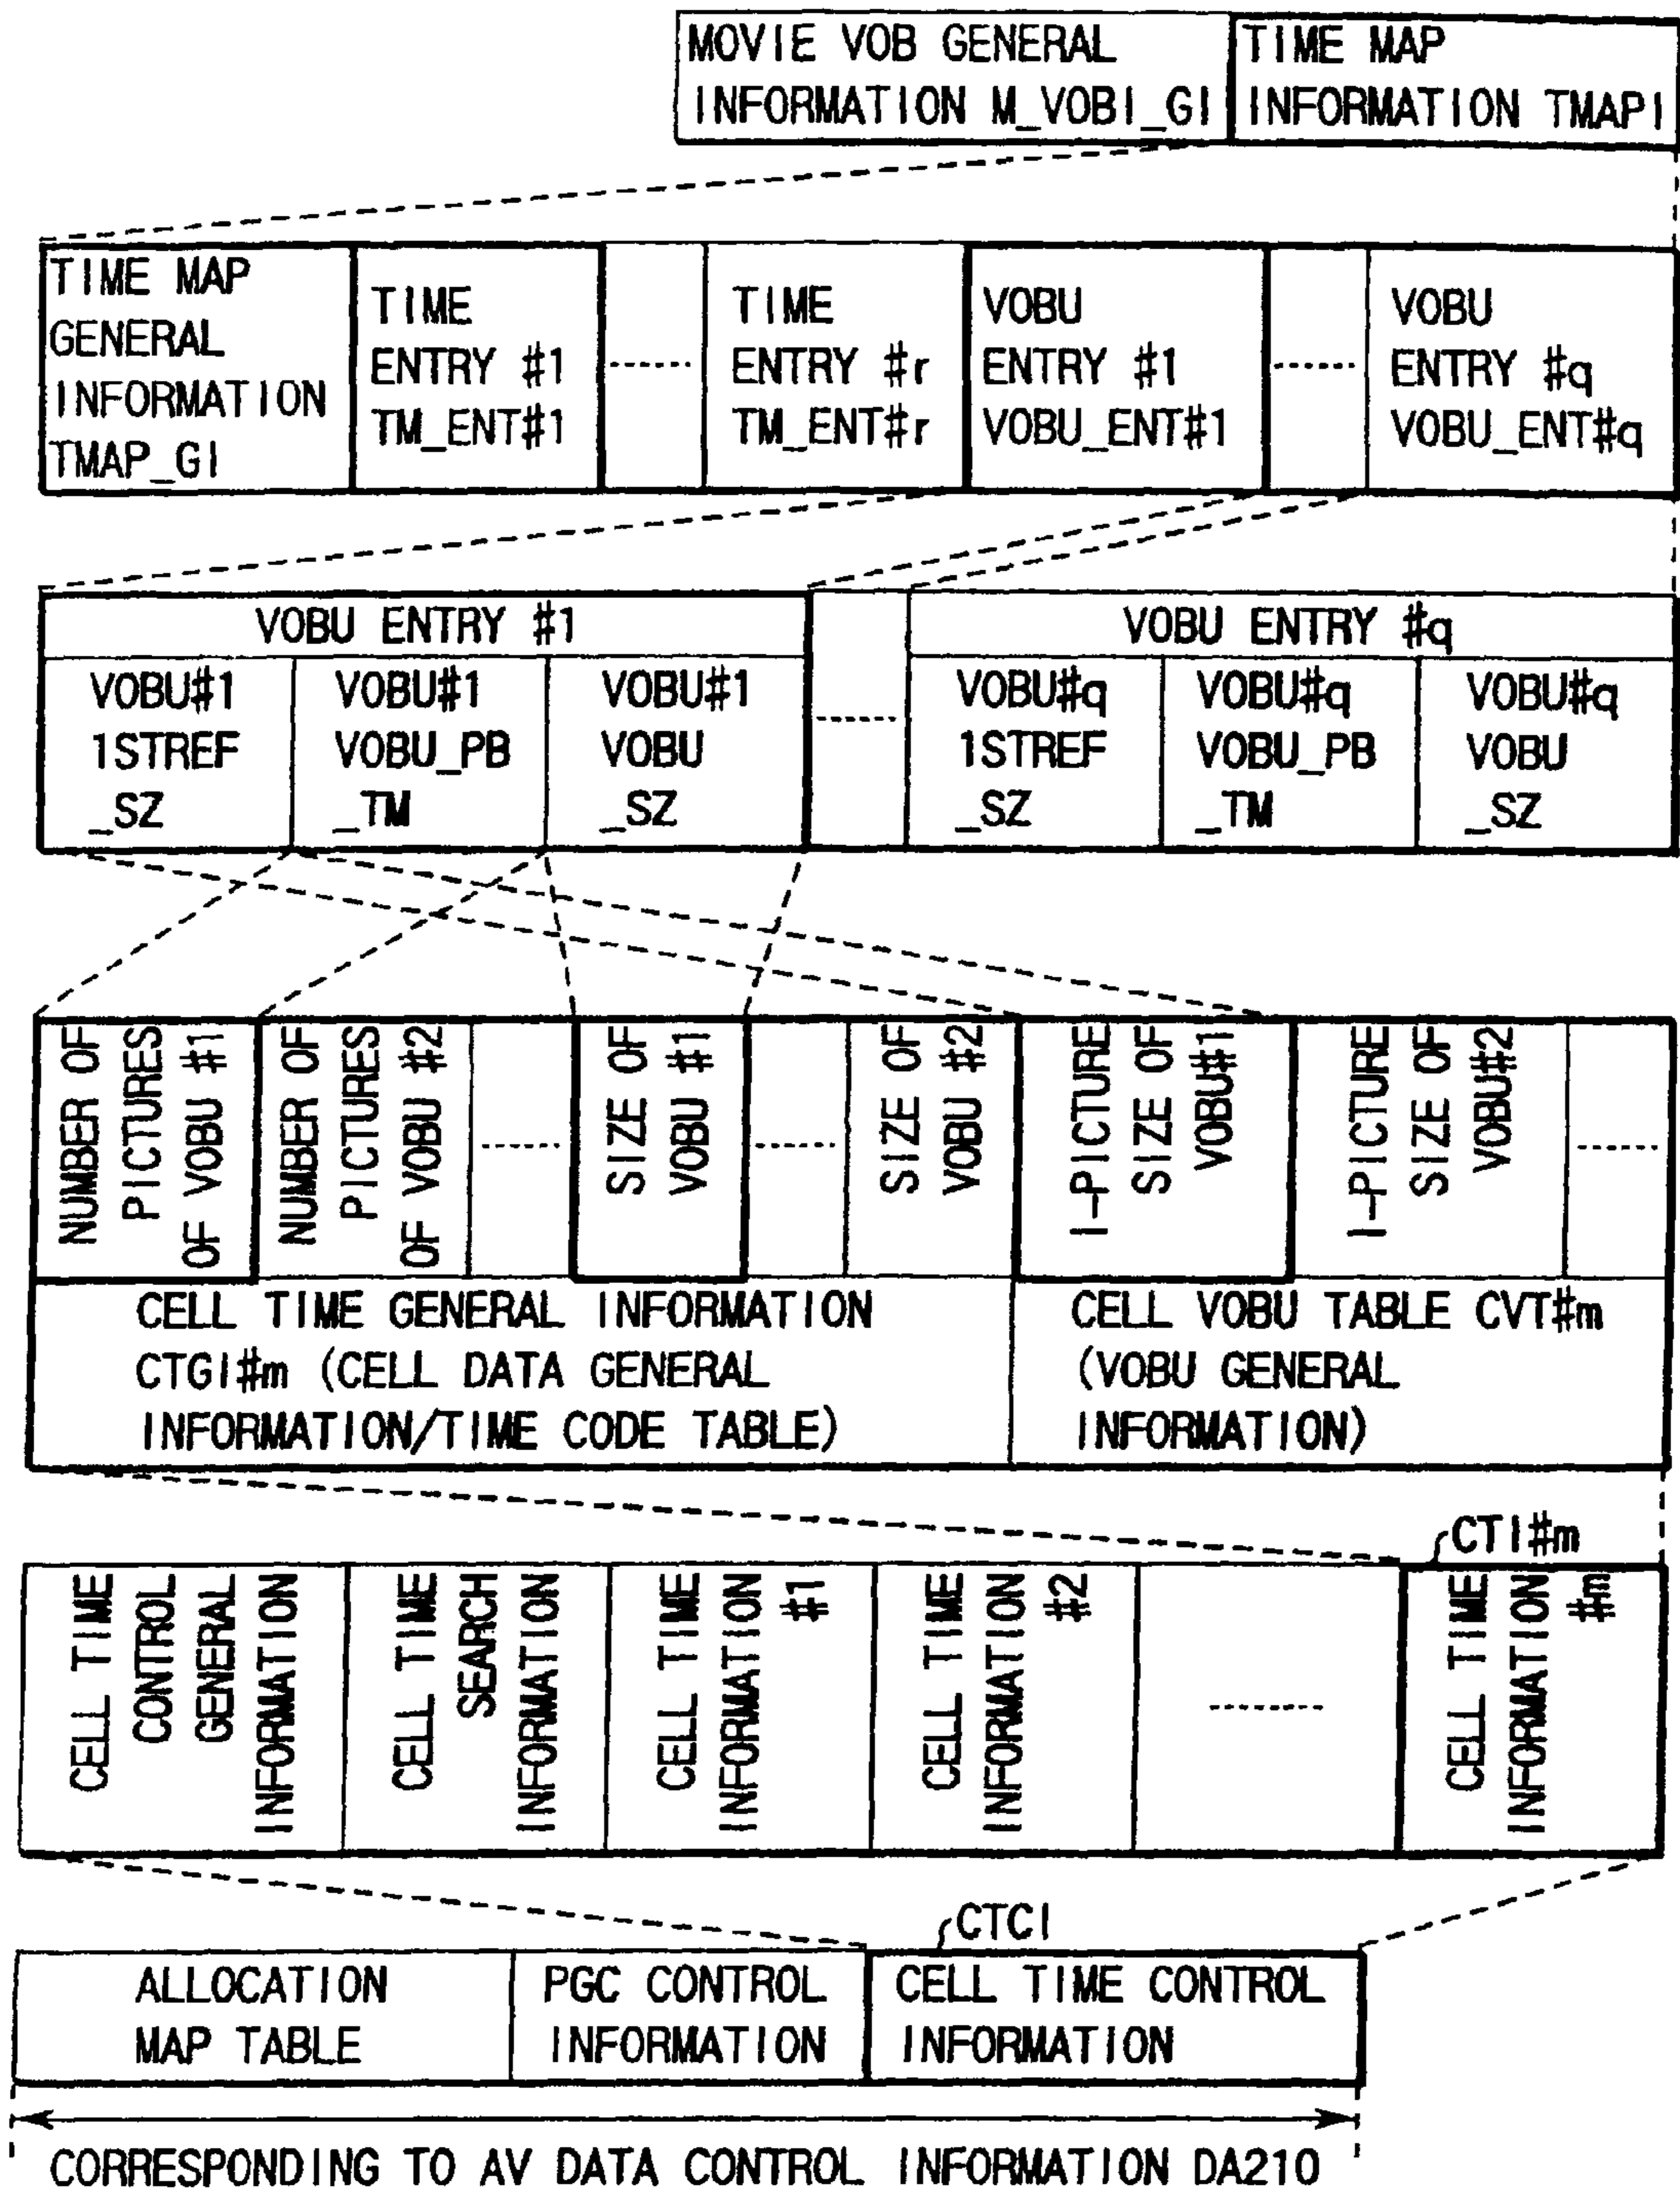 MOVIE VOB GENERAL
INFORMATION M_VOBI_GI
TIME MAP
INFORMATION TMAPI
TIME MAP
GENERAL
INFORMATION
TMAP_GI
TIME
ENTRY #1
TM_ENT#1
TIME
ENTRY #r
TM_ENT#r
VOBU
ENTRY #1
VOBU_ENT#1
VOBU
ENTRY #q
VOBU_ENT#q
VOBU ENTRY #1
VOBU#1
1STREF
_SZ
VOBU#1
VOBU_PB
_TM
VOBU#1
VOBU
_SZ
VOBU ENTRY #q
VOBU#q
1STREF
_SZ
VOBU#q
VOBU_PB
_TM
VOBU#q
VOBU
_SZ
NUMBER OF
PICTURES
OF VOBU #1
NUMBER OF
PICTURES
OF VOBU #2
SIZE OF
VOBU #1
SIZE OF
VOBU #2
I-PICTURE
SIZE OF
VOBU#1
I-PICTURE
SIZE OF
VOBU#2
CELL TIME GENERAL INFORMATION
CTGI#m (CELL DATA GENERAL
INFORMATION/TIME CODE TABLE)
CELL VOBU TABLE CVT#m
(VOBU GENERAL
INFORMATION)
CTI#m
CELL TIME
CONTROL
GENERAL
INFORMATION
CELL TIME
SEARCH
INFORMATION
CELL TIME
INFORMATION
#1
CELL TIME
INFORMATION
#2
CELL TIME
INFORMATION
#m
CTCI
ALLOCATION
MAP TABLE
PGC CONTROL
INFORMATION
CELL TIME CONTROL
INFORMATION
CORRESPONDING TO AV DATA CONTROL INFORMATION DA210